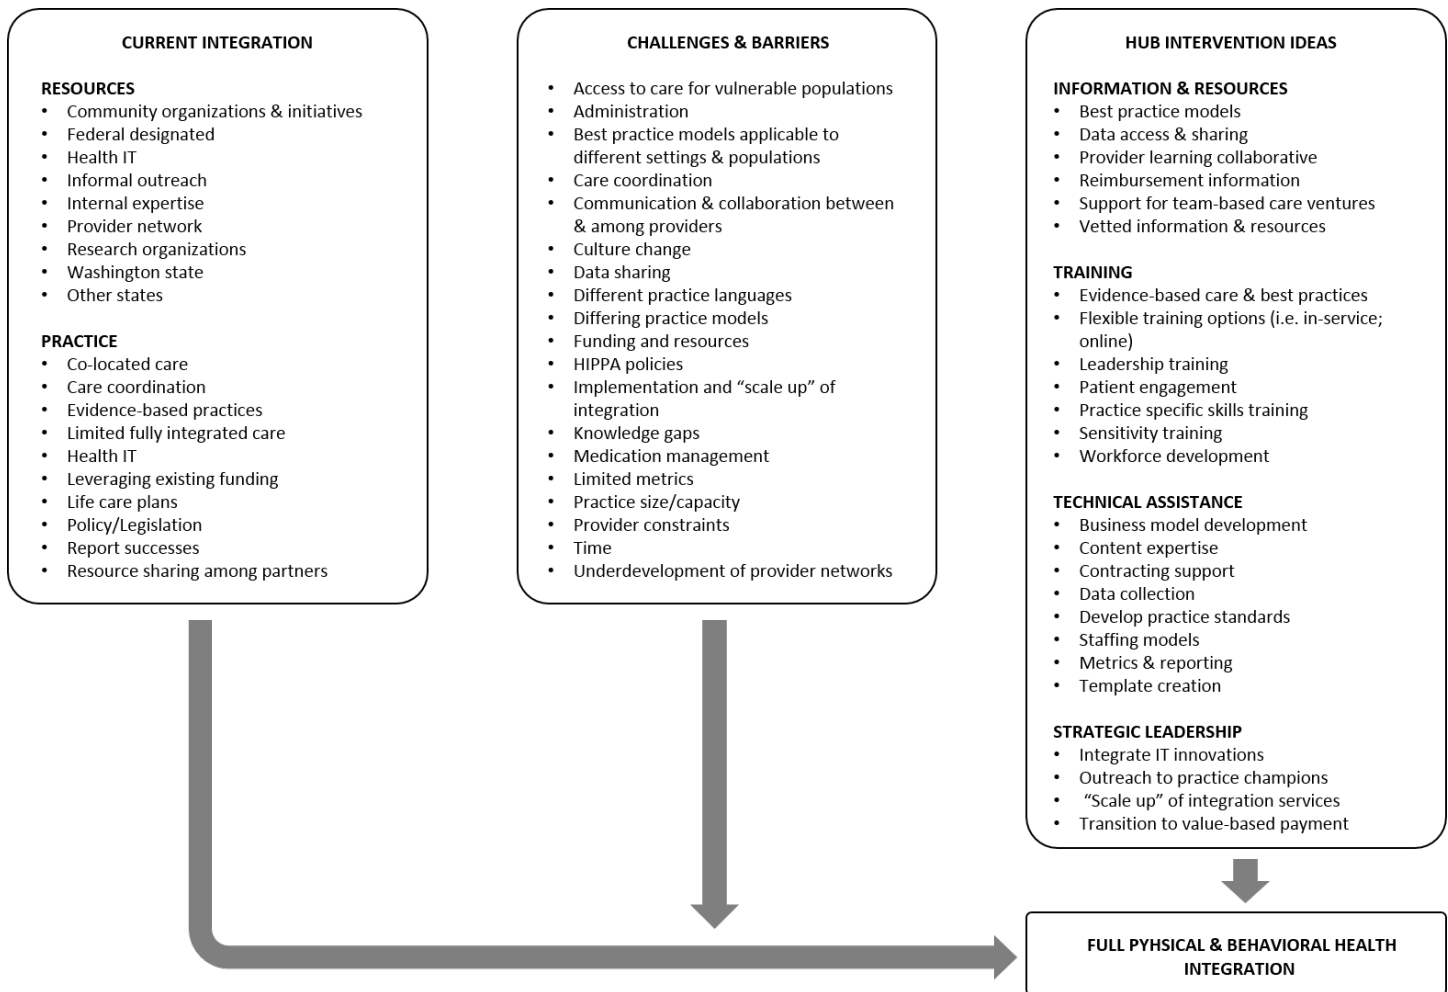 CURRENT INTEGRATION
RESOURCES
• Community organizations & initiatives
• Federal designated
• Health IT
• Informal outreach
• Internal expertise
• Provider network
• Research organizations
• Washington state
• Other states
PRACTICE
• Co-located care
• Care coordination
• Evidence-based practices
• Limited fully integrated care
• Health IT
• Leveraging existing funding
• Life care plans
• Policy/Legislation
• Report successes
• Resource sharing among partners
CHALLENGES & BARRIERS
• Access to care for vulnerable populations
• Administration
• Best practice models applicable to
different settings & populations
• Care coordination
• Communication & collaboration between
& among providers
• Culture change
• Data sharing
• Different practice languages
• Differing practice models
• Funding and resources
• HIPPA policies
• Implementation and “scale up” of
integration
• Knowledge gaps
• Medication management
• Limited metrics
• Practice size/capacity
• Provider constraints
• Time
• Underdevelopment of provider networks
HUB INTERVENTION IDEAS
INFORMATION & RESOURCES
• Best practice models
• Data access & sharing
• Provider learning collaborative
• Reimbursement information
• Support for team-based care ventures
• Vetted information & resources
TRAINING
• Evidence-based care & best practices
• Flexible training options (i.e. in-service;
online)
• Leadership training
• Patient engagement
• Practice specific skills training
• Sensitivity training
• Workforce development
TECHNICAL ASSISTANCE
• Business model development
• Content expertise
• Contracting support
• Data collection
• Develop practice standards
• Staffing models
• Metrics & reporting
• Template creation
STRATEGIC LEADERSHIP
• Integrate IT innovations
• Outreach to practice champions
• “Scale up” of integration services
• Transition to value-based payment
FULL PYHSICAL & BEHAVIORAL HEALTH
INTEGRATION